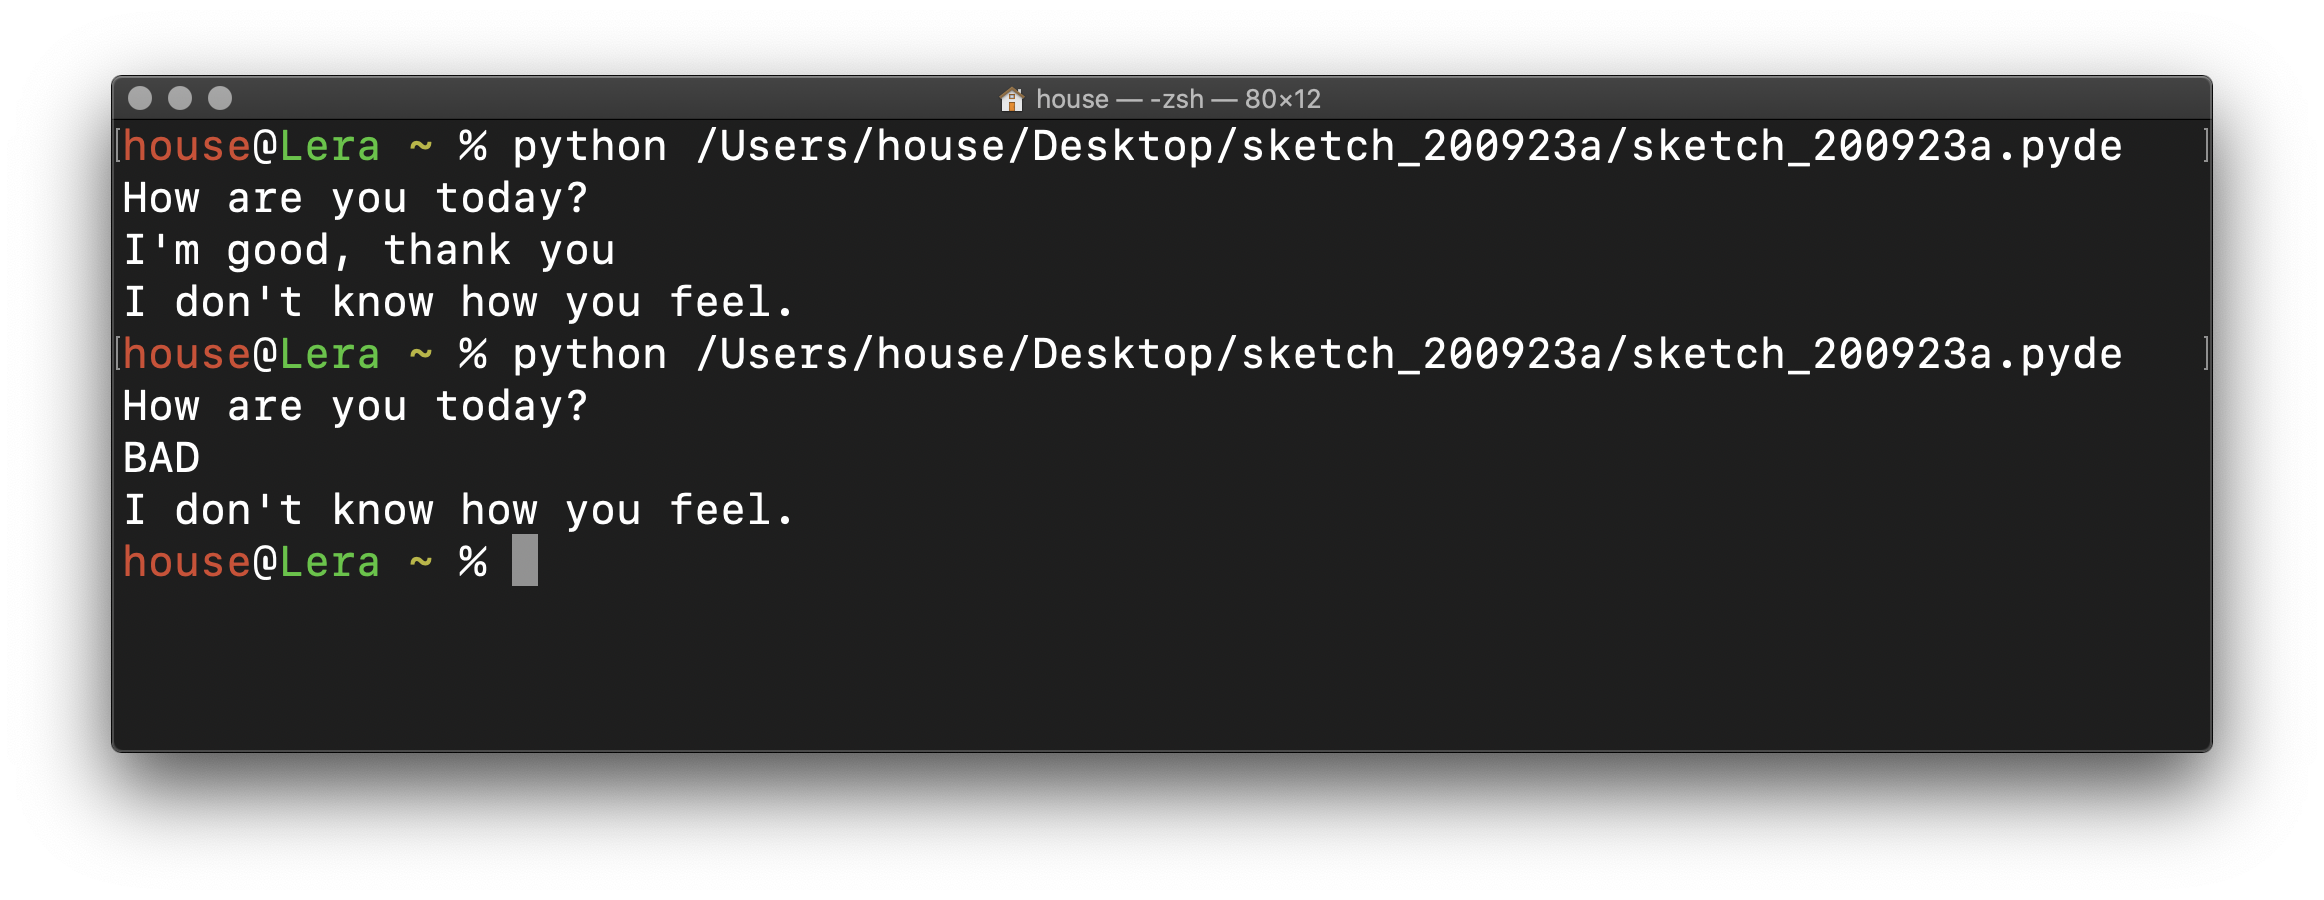 house — -zsh — 80×12
[house@Lera ~ % python /Users/house/Desktop/sketch_200923a/sketch_200923a.pyde ]
How are you today?
I'm good, thank you
I don't know how you feel.
[house@Lera ~ % python /Users/house/Desktop/sketch_200923a/sketch_200923a.pyde ]
How are you today?
BAD
I don't know how you feel.
house@Lera ~ %